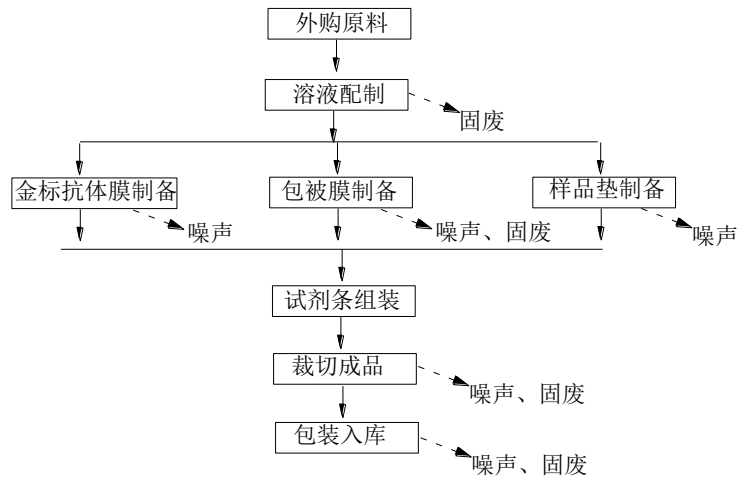 外购原料
溶液配制
固废
金标抗体膜制备
包被膜制备
样品垫制备
噪声
噪声、固废
噪声
试剂条组装
裁切成品
噪声、固废
包装入库
噪声、固废